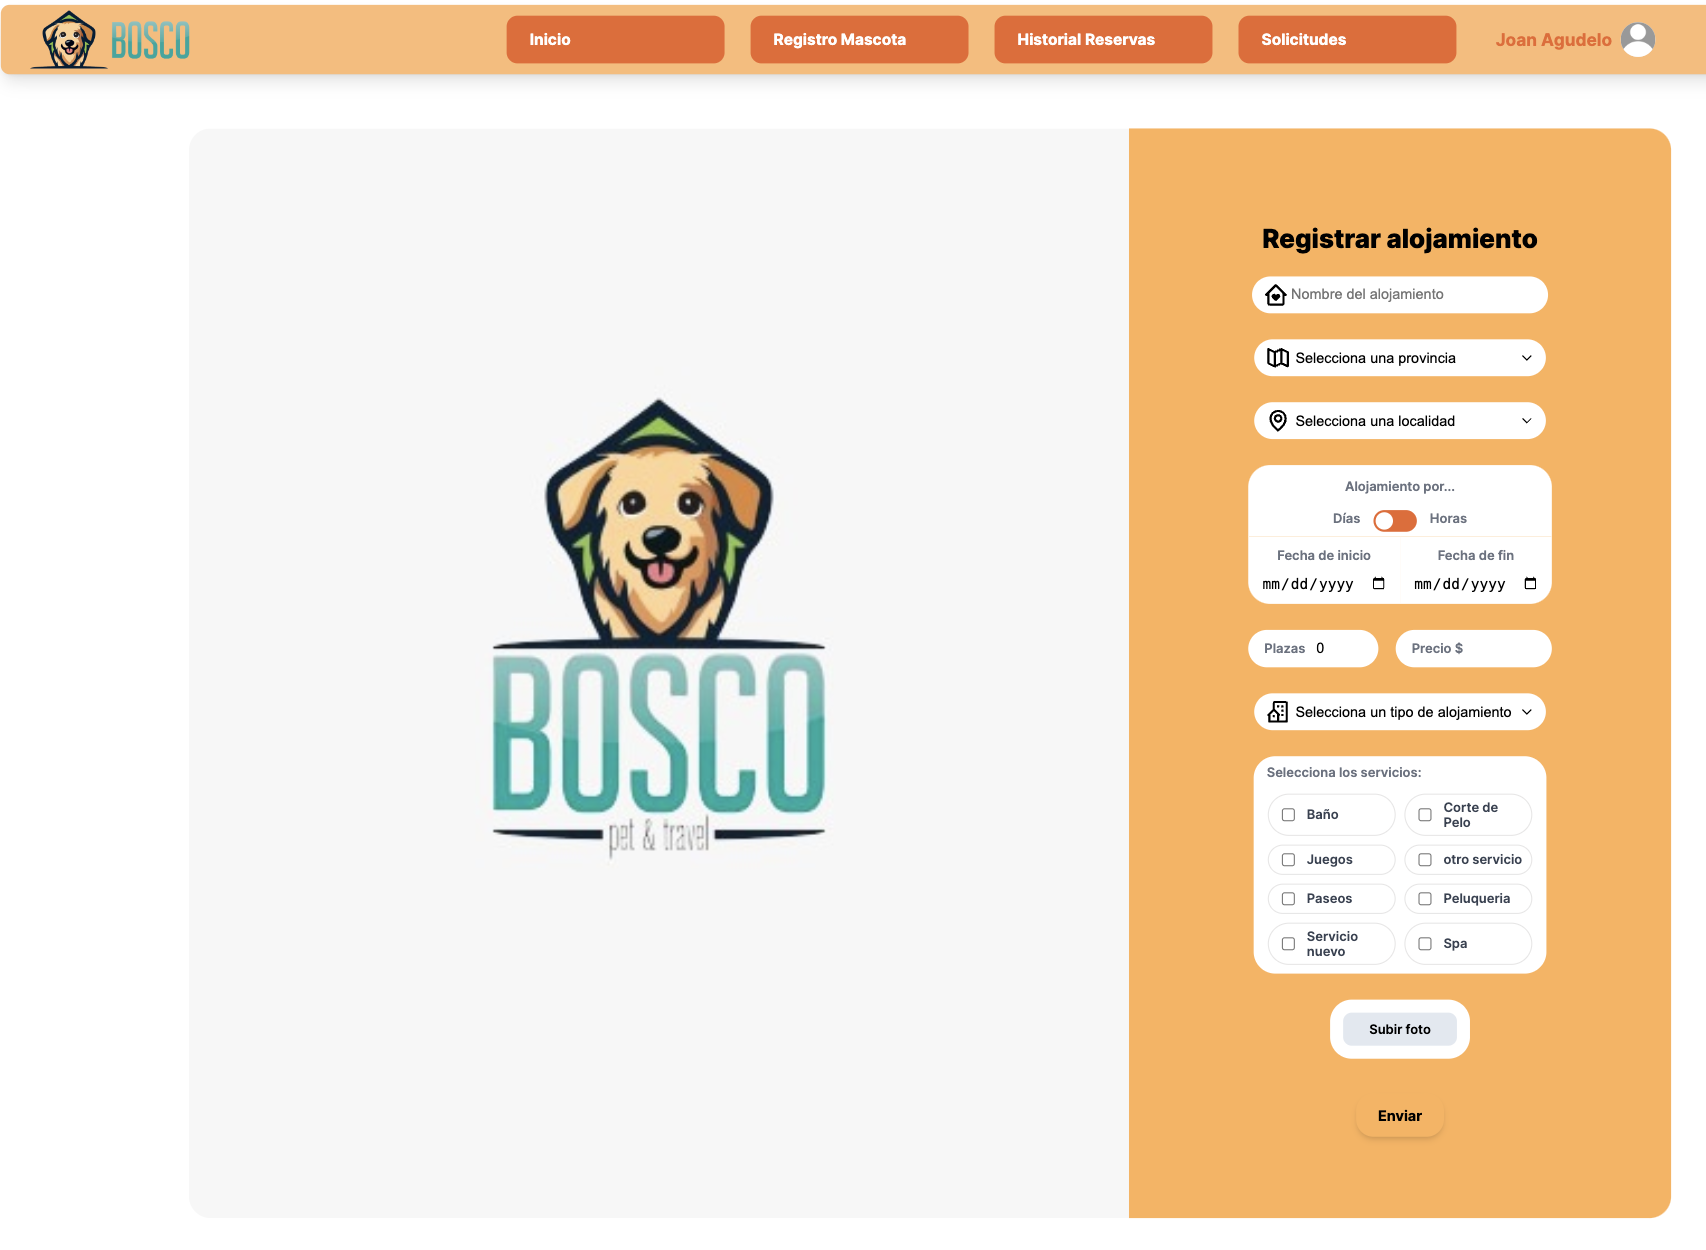 BOSCO
Inicio
Registro Mascota
Historial Reservas
Solicitudes
Joan Agudelo
BOSCO
pet & travel
Registrar alojamiento
Nombre del alojamiento
Selecciona una provincia
Selecciona una localidad
Alojamiento por...
Días
Horas
Fecha de inicio
Fecha de fin
mm/dd/yyyy
mm/dd/yyyy
Plazas 0
Precio $
Selecciona un tipo de alojamiento
Selecciona los servicios:
Baño
Corte de
Pelo
Juegos
otro servicio
Paseos
Peluqueria
Servicio
nuevo
Spa
Subir foto
Enviar